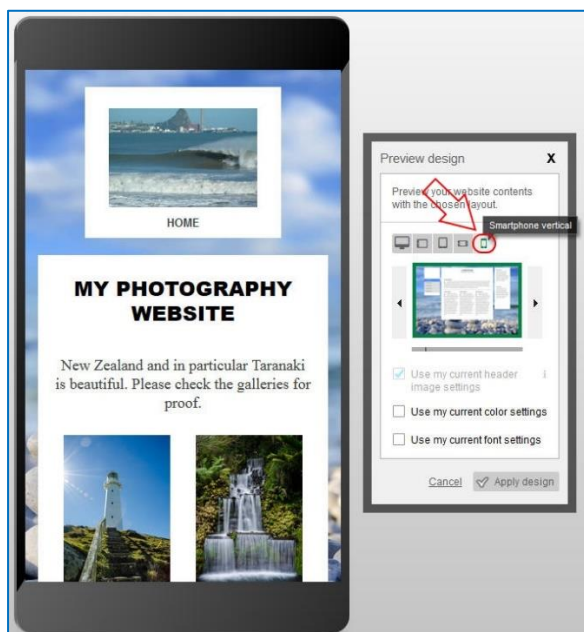 HOME
MY PHOTOGRAPHY
WEBSITE
New Zealand and in particular Taranaki
is beautiful. Please check the galleries for
proof.
Preview design X
Preview your website contents
with the chosen layout.
Smartphone vertical
Use my current header
image settings
i
Use my current color settings
Use my current font settings
Cancel
Apply design